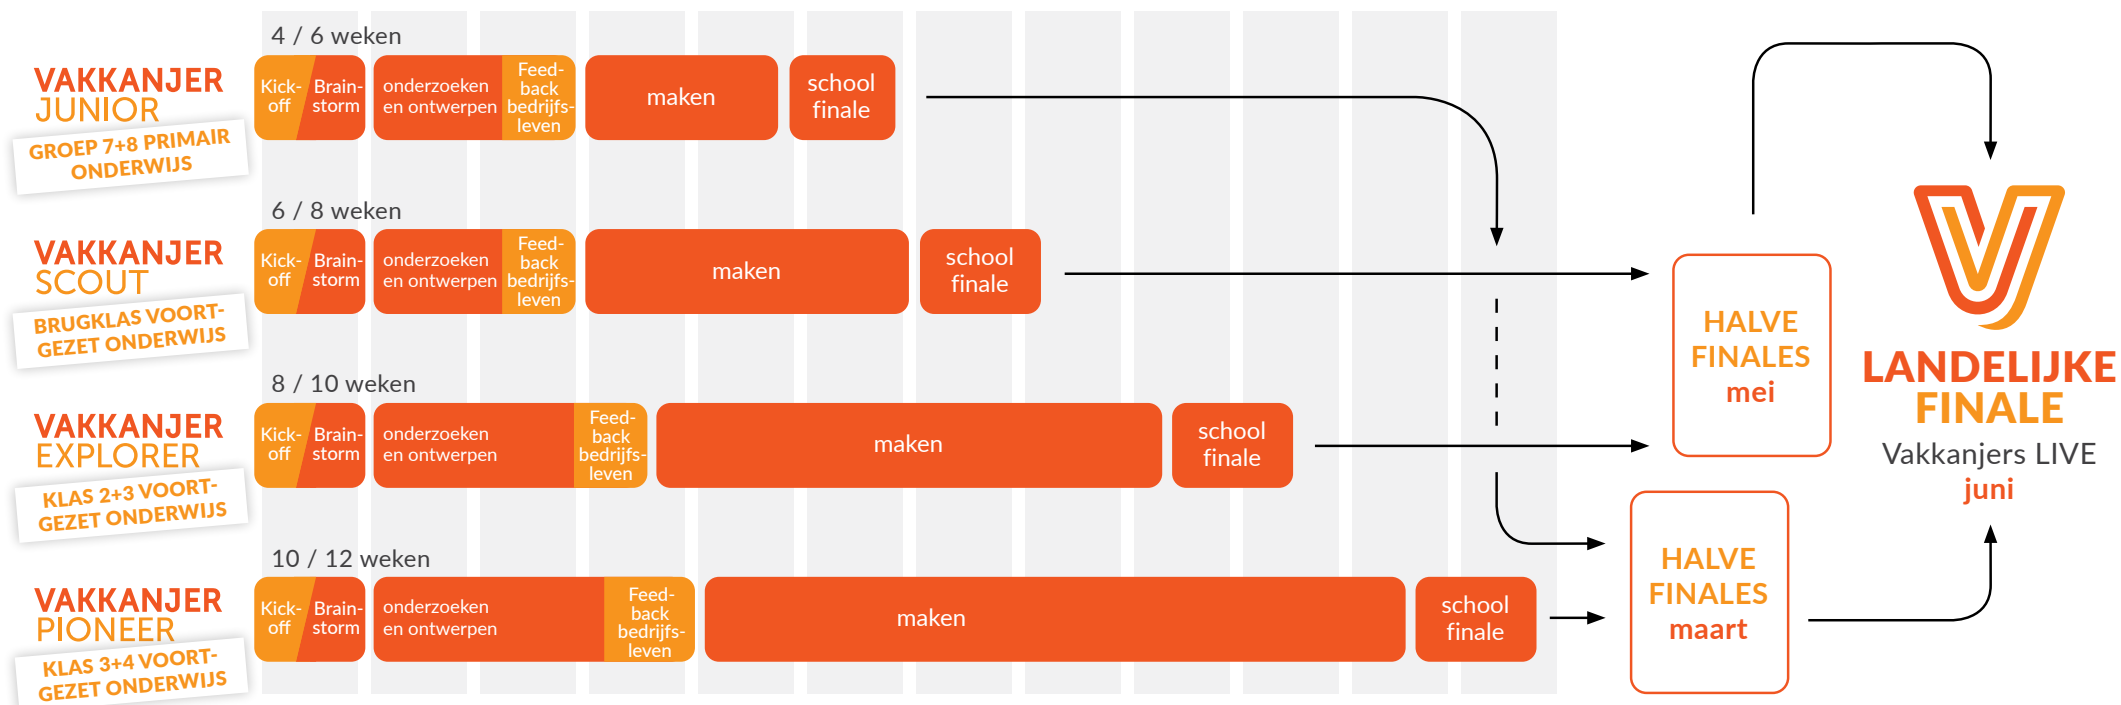 4 / 6 weken
VAKKANJER
JUNIOR
GROEP 7+8 PRIMAIR
ONDERWIJS
Kick-
off
Brain-
storm
onderzoeken
en ontwerpen
Feed-
back
bedrijfs-
leven
maken
school
finale
6 / 8 weken
VAKKANJER
SCOUT
BRUGKLAS VOORT-
GEZET ONDERWIJS
Kick-
off
Brain-
storm
onderzoeken
en ontwerpen
Feed-
back
bedrijfs-
leven
maken
school
finale
8 / 10 weken
VAKKANJER
EXPLORER
KLAS 2+3 VOORT-
GEZET ONDERWIJS
Kick-
off
Brain-
storm
onderzoeken
en ontwerpen
Feed-
back
bedrijfs-
leven
maken
school
finale
10 / 12 weken
VAKKANJER
PIONEER
KLAS 3+4 VOORT-
GEZET ONDERWIJS
Kick-
off
Brain-
storm
onderzoeken
en ontwerpen
Feed-
back
bedrijfs-
leven
maken
school
finale
HALVE
FINALES
mei
HALVE
FINALES
maart
LANDELIJKE
FINALE
Vakkanjers LIVE
juni